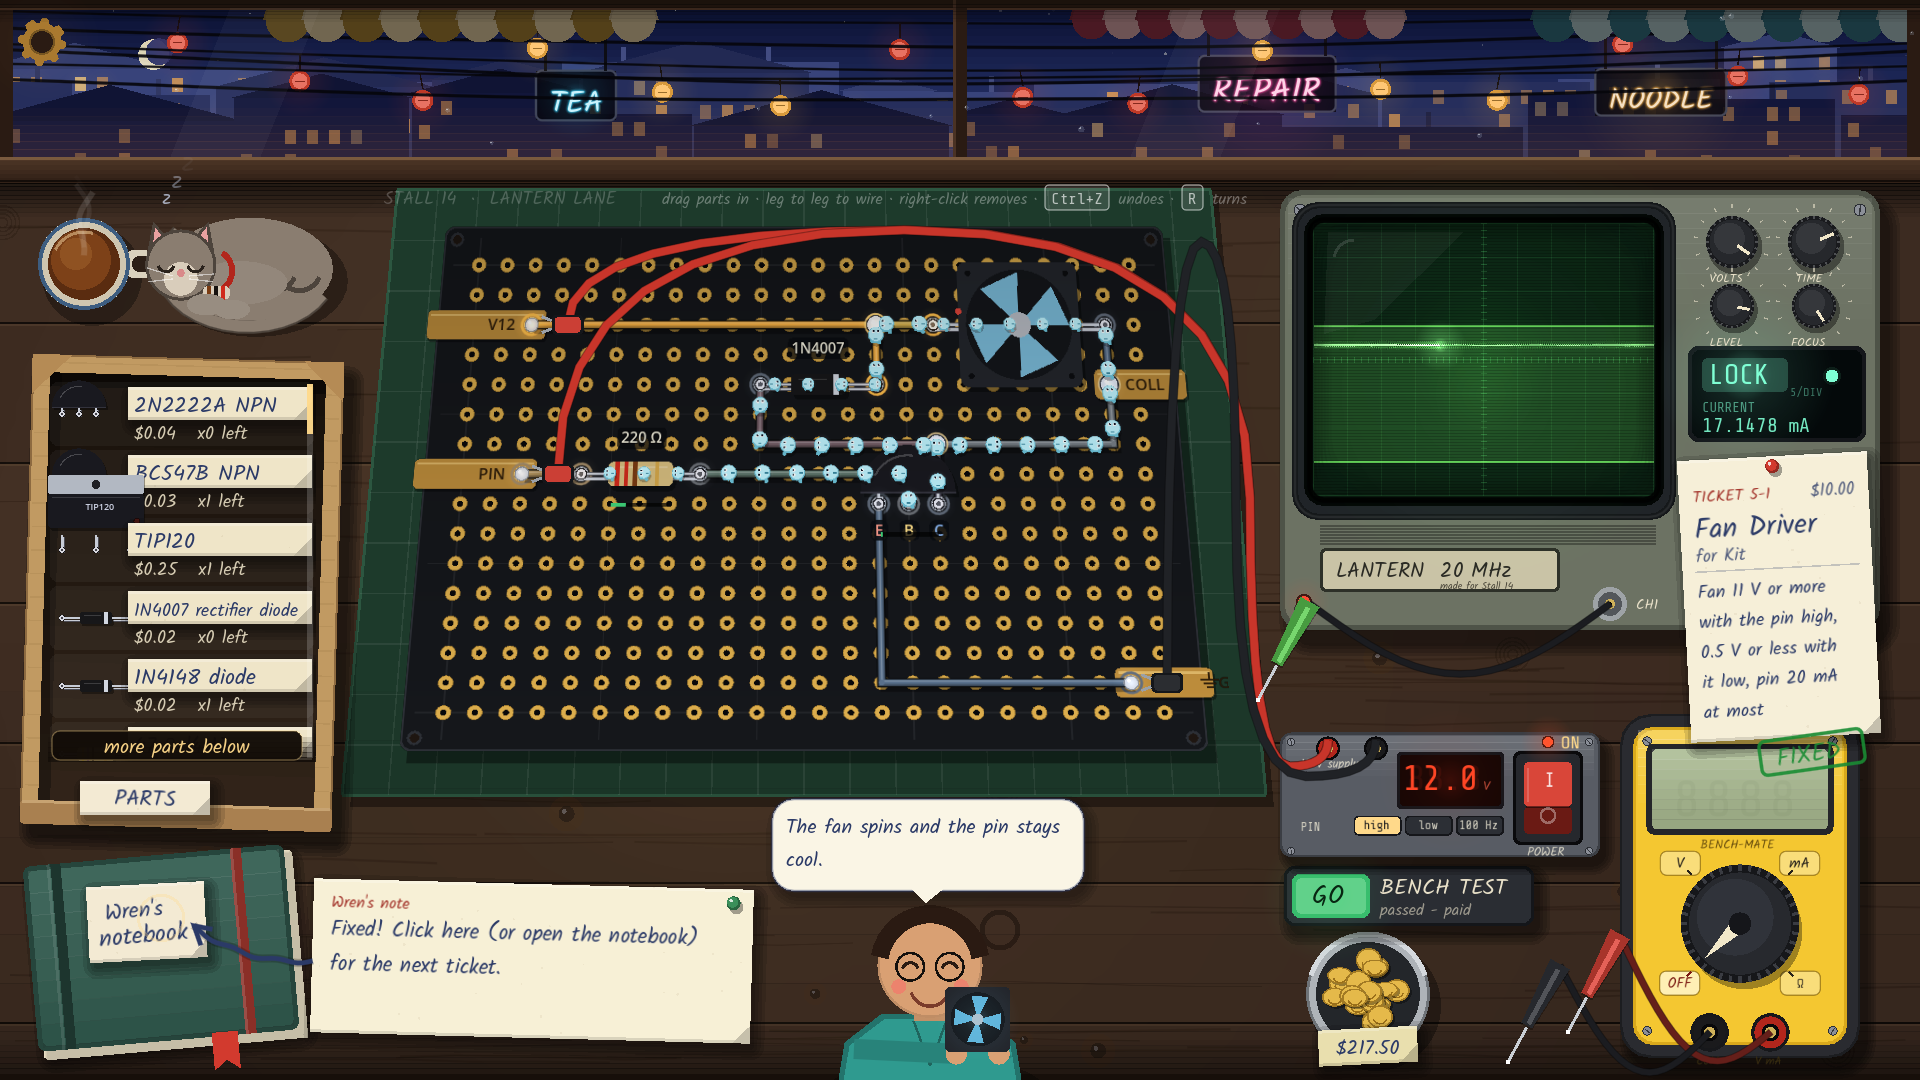 TEA
REPAIR
NOODLE
z
z
STALL 14 · LANTERN LANE
drag parts in · leg to leg to wire · right-click removes · Ctrl+Z undoes · R turns
V12
1N4007
COLL
220 Ω
PIN
E B C
G
2N2222A NPN
$0.04 x0 left
BC547B NPN
0.03 x1 left
TIP120
TIP120
$0.25 x1 left
1N4007 rectifier diode
$0.02 x0 left
1N4148 diode
$0.02 x1 left
more parts below
PARTS
VOLTS
TIME
LEVEL
FOCUS
LOCK
5/DIV
CURRENT
17.1478 mA
LANTERN 20 MHz
made for Stall 14
CH1
TICKET 5-1 $10.00
Fan Driver
for Kit
Fan 11 V or more
with the pin high,
0.5 V or less with
it low, pin 20 mA
at most
FIXED
supply
12.0 V
ON
I
PIN
high
low
100 Hz
POWER
GO
BENCH TEST
passed - paid
BENCH-MATE
V
mA
OFF
Ω
V mA
$217.50
The fan spins and the pin stays
cool.
Wren's
notebook
Wren's note
Fixed! Click here (or open the notebook)
for the next ticket.